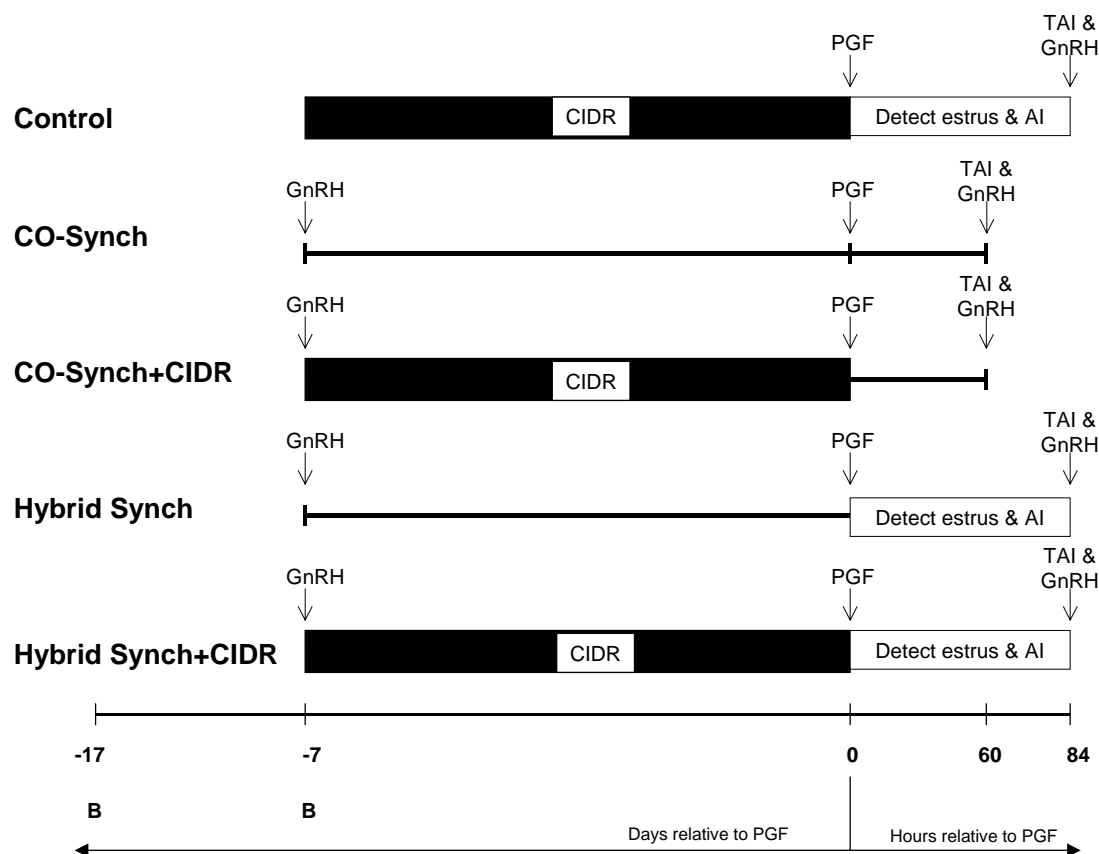 TAI &
PGF
GnRH
Control
CIDR
Detect estrus & AI
TAI &
GnRH
PGF
GnRH
CO-Synch
TAI &
GnRH
PGF
GnRH
CO-Synch+CIDR
CIDR
TAI &
GnRH
PGF
GnRH
Hybrid Synch
Detect estrus & AI
TAI &
GnRH
PGF
GnRH
Hybrid Synch+CIDR
CIDR
Detect estrus & AI
-17
-7
0
60
84
B
B
Days relative to PGF
Hours relative to PGF